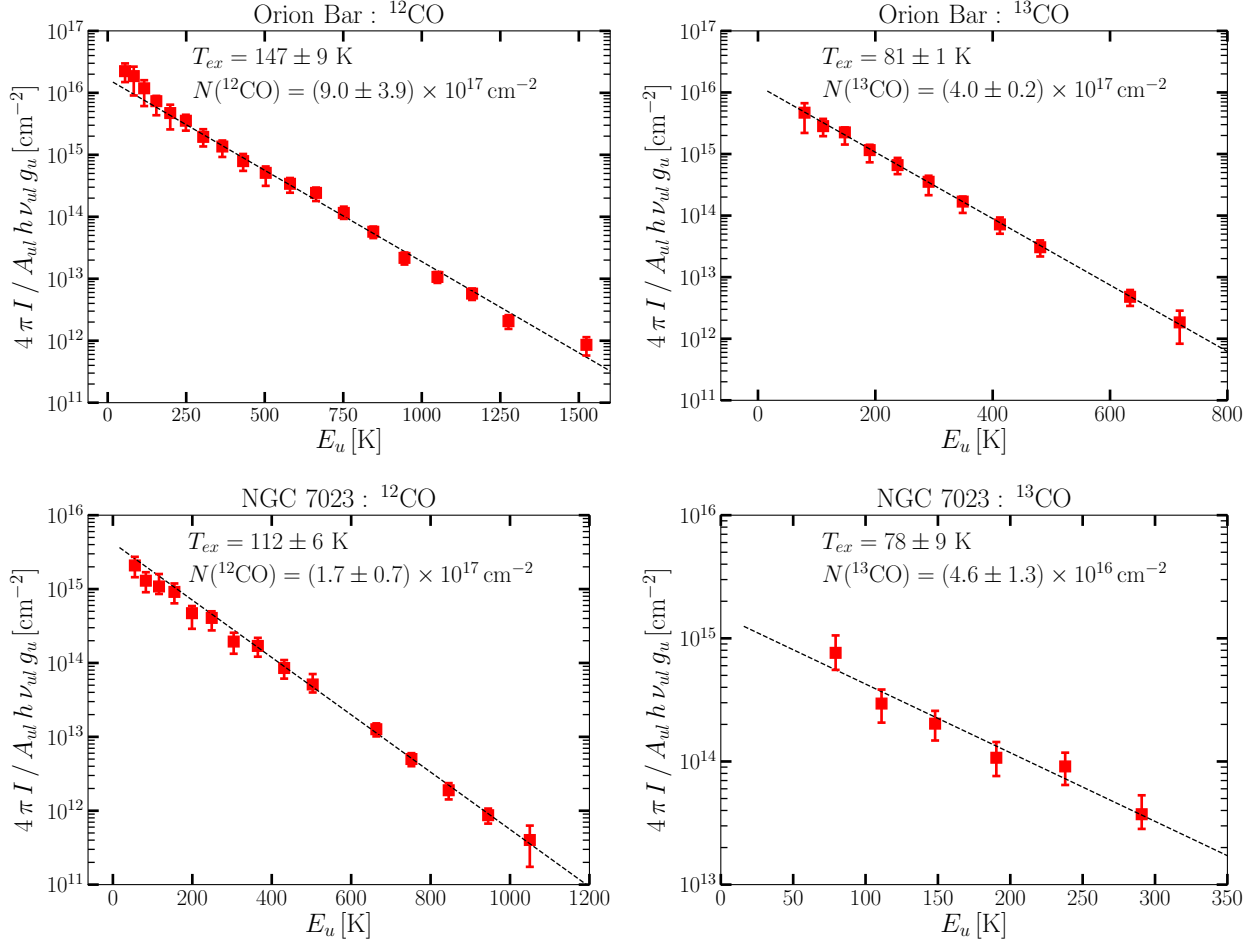 Orion Bar : ¹²CO
T_ex = 147 ± 9 K
N(¹²CO) = (9.0 ± 3.9) × 10¹⁷ cm⁻²
4 π I / A_ul h ν_ul g_u [cm⁻²]
10¹⁷
10¹⁶
10¹⁵
10¹⁴
10¹³
10¹²
10¹¹
0 250 500 750 1000 1250 1500
E_u [K]
Orion Bar : ¹³CO
T_ex = 81 ± 1 K
N(¹³CO) = (4.0 ± 0.2) × 10¹⁷ cm⁻²
4 π I / A_ul h ν_ul g_u [cm⁻²]
10¹⁷
10¹⁶
10¹⁵
10¹⁴
10¹³
10¹²
10¹¹
0 200 400 600 800
E_u [K]
NGC 7023 : ¹²CO
T_ex = 112 ± 6 K
N(¹²CO) = (1.7 ± 0.7) × 10¹⁷ cm⁻²
4 π I / A_ul h ν_ul g_u [cm⁻²]
10¹⁶
10¹⁵
10¹⁴
10¹³
10¹²
10¹¹
0 200 400 600 800 1000 1200
E_u [K]
NGC 7023 : ¹³CO
T_ex = 78 ± 9 K
N(¹³CO) = (4.6 ± 1.3) × 10¹⁶ cm⁻²
4 π I / A_ul h ν_ul g_u [cm⁻²]
10¹⁶
10¹⁵
10¹⁴
10¹³
0 50 100 150 200 250 300 350
E_u [K]